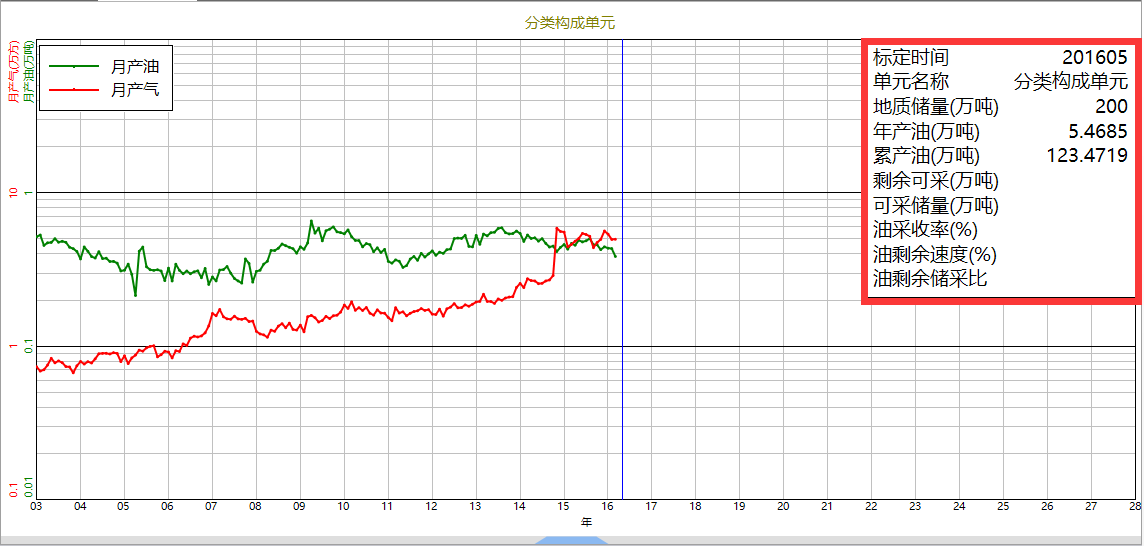 分类构成单元
月产气(万方)
月产油(万吨)
月产油
月产气
标定时间 201605
单元名称 分类构成单元
地质储量(万吨) 200
年产油(万吨) 5.4685
累产油(万吨) 123.4719
剩余可采(万吨)
可采储量(万吨)
油采收率(%)
油剩余速度(%)
油剩余储采比
10 1
1 0.1
0.1 0.01
03 04 05 06 07 08 09 10 11 12 13 14 15 16 17 18 19 20 21 22 23 24 25 26 27 28
年